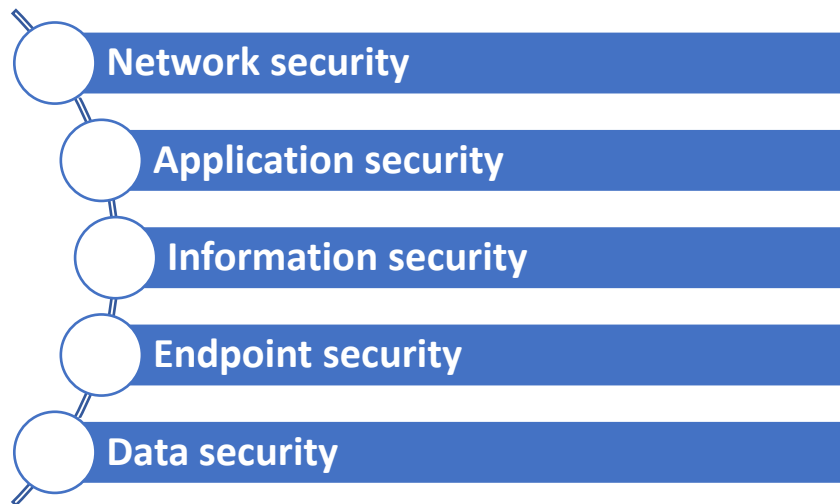 Network security
Application security
Information security
Endpoint security
Data security